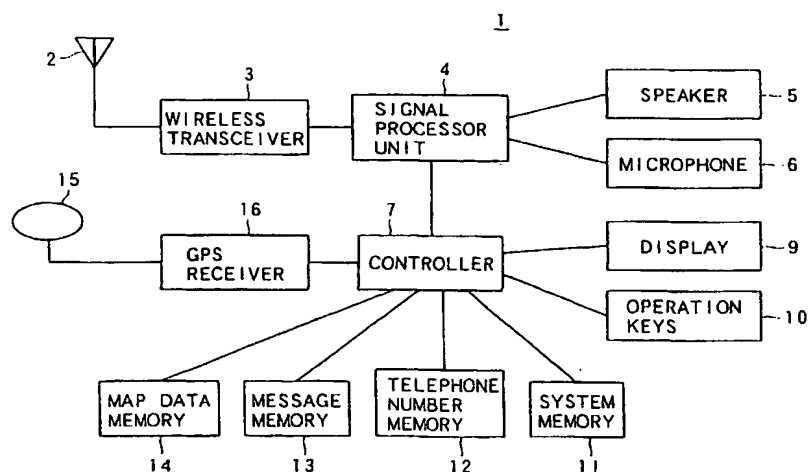 1
2
3
WIRELESS
TRANSCEIVER
4
SIGNAL
PROCESSOR
UNIT
SPEAKER
5
MICROPHONE
6
15
16
GPS
RECEIVER
7
CONTROLLER
DISPLAY
9
OPERATION
KEYS
10
MAP DATA
MEMORY
14
MESSAGE
MEMORY
13
TELEPHONE
NUMBER
MEMORY
12
SYSTEM
MEMORY
11